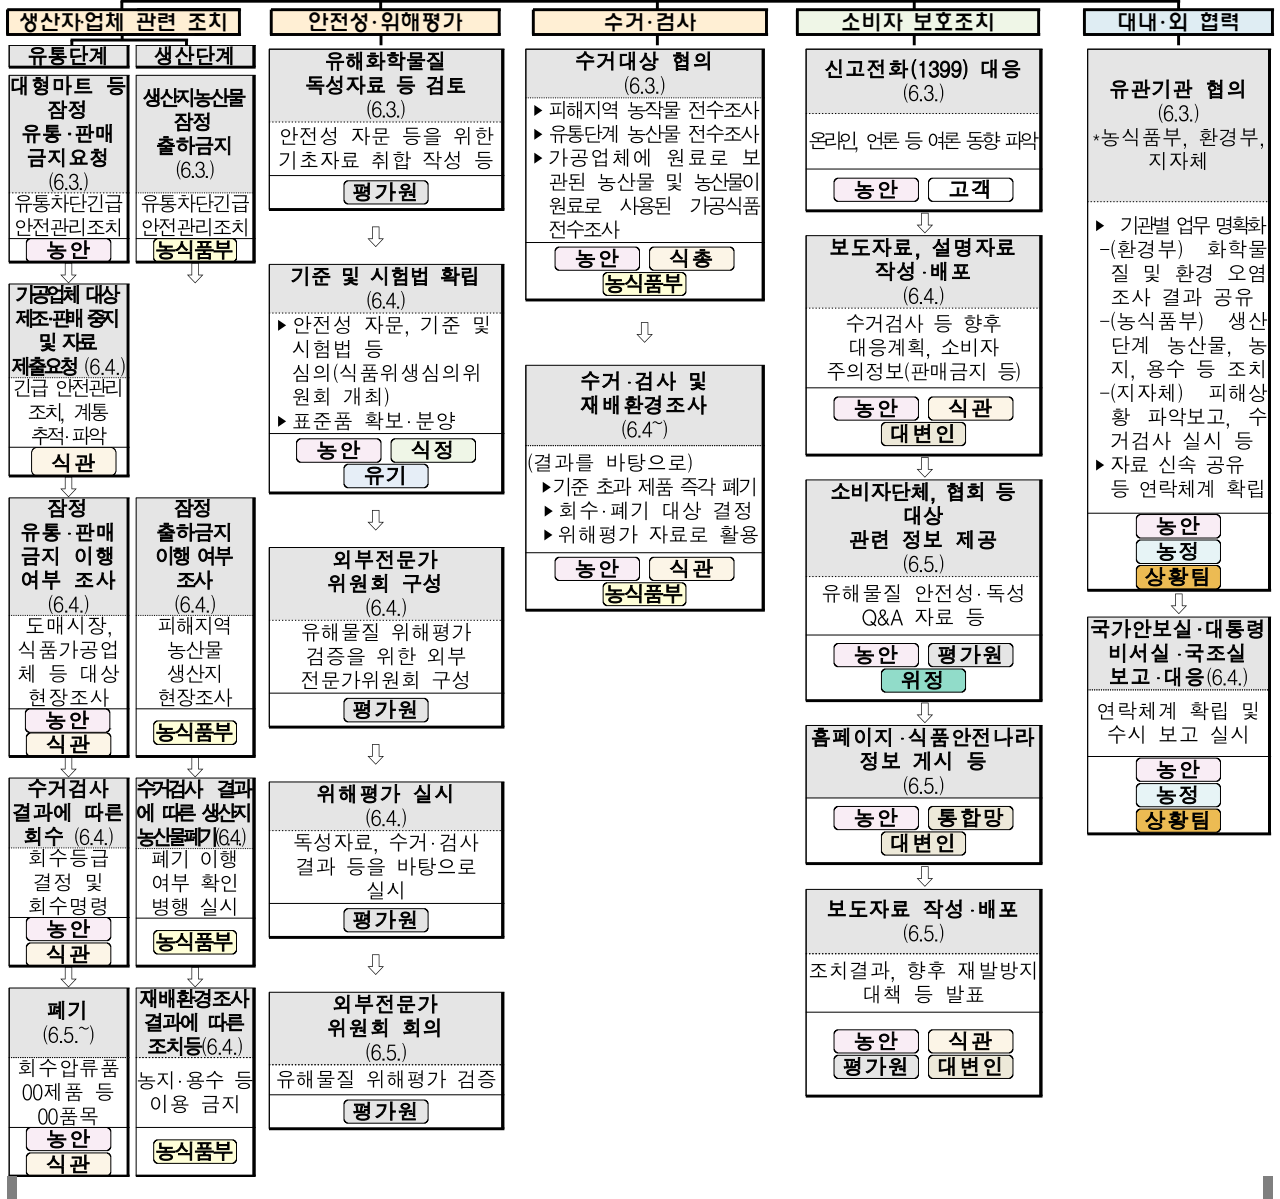 생산자업체 관련 조치
유통단계
대형마트 등
잠정
유통·판매
금지요청
(6.3.)
유통차단긴급
안전관리조치
농안
가공업체 대상
제조·판매 중지
및 자료
제출요청 (6.4.)
긴급 안전관리
조치, 계통
추적·파악
식관
잠정
유통·판매
금지 이행
여부 조사
(6.4.)
도매시장,
식품가공업
체 등 대상
현장조사
농안
식관
수거검사
결과에 따른
회수 (6.4.)
회수등급
결정 및
회수명령
농안
식관
폐기
(6.5.~)
회수압류품
00제품 등
00품목
농안
식관
생산단계
생산지농산물
잠정
출하금지
(6.3.)
유통차단긴급
안전관리조치
농식품부
잠정
출하금지
이행 여부
조사
(6.4.)
피해지역
농산물
생산지
현장조사
농식품부
수거검사 결과
에 따른 생산지
농산물폐기(6.4.)
폐기 이행
여부 확인
병행 실시
농식품부
재배환경조사
결과에 따른
조치등(6.4.)
농지·용수 등
이용 금지
농식품부
안전성·위해평가
유해화학물질
독성자료 등 검토
(6.3.)
안전성 자문 등을 위한
기초자료 취합 작성 등
평가원
기준 및 시험법 확립
(6.4.)
▶안전성 자문, 기준 및
시험법 등
심의(식품위생심의위
원회 개최)
▶표준품 확보·분양
농안 식정
유기
외부전문가
위원회 구성
(6.4.)
유해물질 위해평가
검증을 위한 외부
전문가위원회 구성
평가원
위해평가 실시
(6.4.)
독성자료, 수거·검사
결과 등을 바탕으로
실시
평가원
외부전문가
위원회 회의
(6.5.)
유해물질 위해평가 검증
평가원
수거·검사
수거대상 협의
(6.3.)
▶피해지역 농작물 전수조사
▶유통단계 농산물 전수조사
▶가공업체에 원료로 보
관된 농산물 및 농산물이
원료로 사용된 가공식품
전수조사
농안 식총
농식품부
수거·검사 및
재배환경조사
(6.4~)
(결과를 바탕으로)
▶기준 초과 제품 즉각 폐기
▶회수·폐기 대상 결정
▶위해평가 자료로 활용
농안 식관
농식품부
소비자 보호조치
신고전화(1399) 대응
(6.3.)
온라인, 언론 등 여론 동향 파악
농안 고객
보도자료, 설명자료
작성·배포
(6.4.)
수거검사 등 향후
대응계획, 소비자
주의정보(판매금지 등)
농안 식관
대변인
소비자단체, 협회 등
대상
관련 정보 제공
(6.5.)
유해물질 안전성·독성
Q&A 자료 등
농안 평가원
위정
홈페이지·식품안전나라
정보 게시 등
(6.5.)
농안 통합망
대변인
보도자료 작성·배포
(6.5.)
조치결과, 향후 재발방지
대책 등 발표
농안 식관
평가원 대변인
대내·외 협력
유관기관 협의
(6.3.)
*농식품부, 환경부,
지자체
▶ 기관별 업무 명확화
-(환경부) 화학물
질 및 환경 오염
조사 결과 공유
-(농식품부) 생산
단계 농산물, 농
지, 용수 등 조치
-(지자체) 피해상
황 파악보고, 수
거검사 실시 등
▶자료 신속 공유
등 연락체계 확립
농안
농정
상황팀
국가안보실·대통령
비서실·국조실
보고·대응(6.4.)
연락체계 확립 및
수시 보고 실시
농안
농정
상황팀